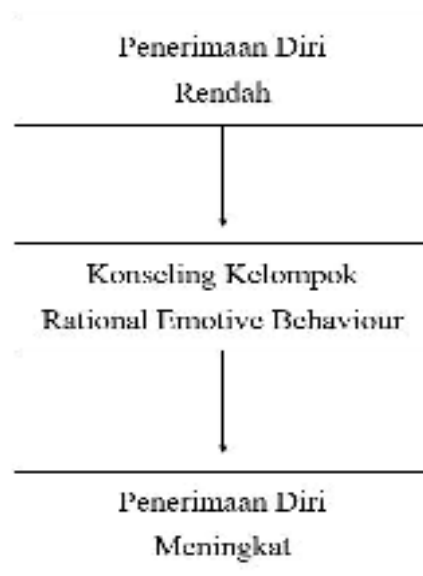 Penerimaan Diri
Rendah
Konseling Kelompok
Rational Emotive Behaviour
Penerimaan Diri
Meningkat